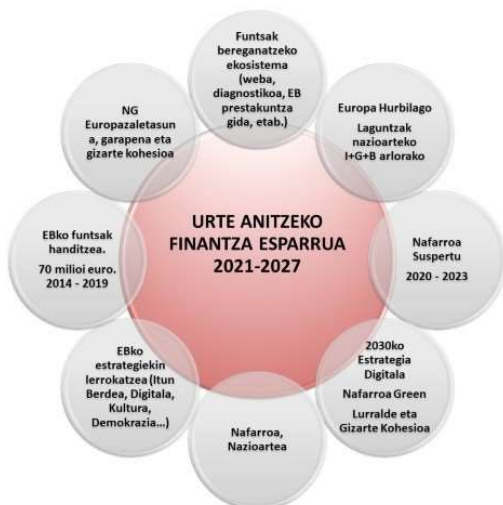 Funtsak
bereganatzeko
ekosistema
(weba,
diagnostikoa, EB
prestakuntza
gida, etab.)
Europa Hurbilago
Laguntzak
nazioarteko
I+G+B arlorako
Nafarroa
Suspertu
2020 - 2023
2030ko
Estrategia
Digitala
Nafarroa Green
Lurralde eta
Gizarte Kohesioa
Nafarroa,
Nazioartea
EBko
estrategiekin
lerrokatzea (Itun
Berdea, Digitala,
Kultura,
Demokrazia...)
EBko funtsak
handitzea.
70 milioi euro.
2014 - 2019
NG
Europazaletasun
a, garapena eta
gizarte kohesioa
URTE ANITZEKO
FINANTZA ESPARRUA
2021-2027